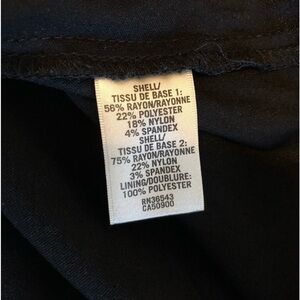 SHELL/
TISSU DE BASE 1:
56% RAYON/RAYONNE
22% POLYESTER
18% NYLON
4% SPANDEX
SHELL/
TISSU DE BASE 2:
75% RAYON/RAYONNE
22% NYLON
3% SPANDEX
LINING/DOUBLURE:
100% POLYESTER
RN36543
CA50900